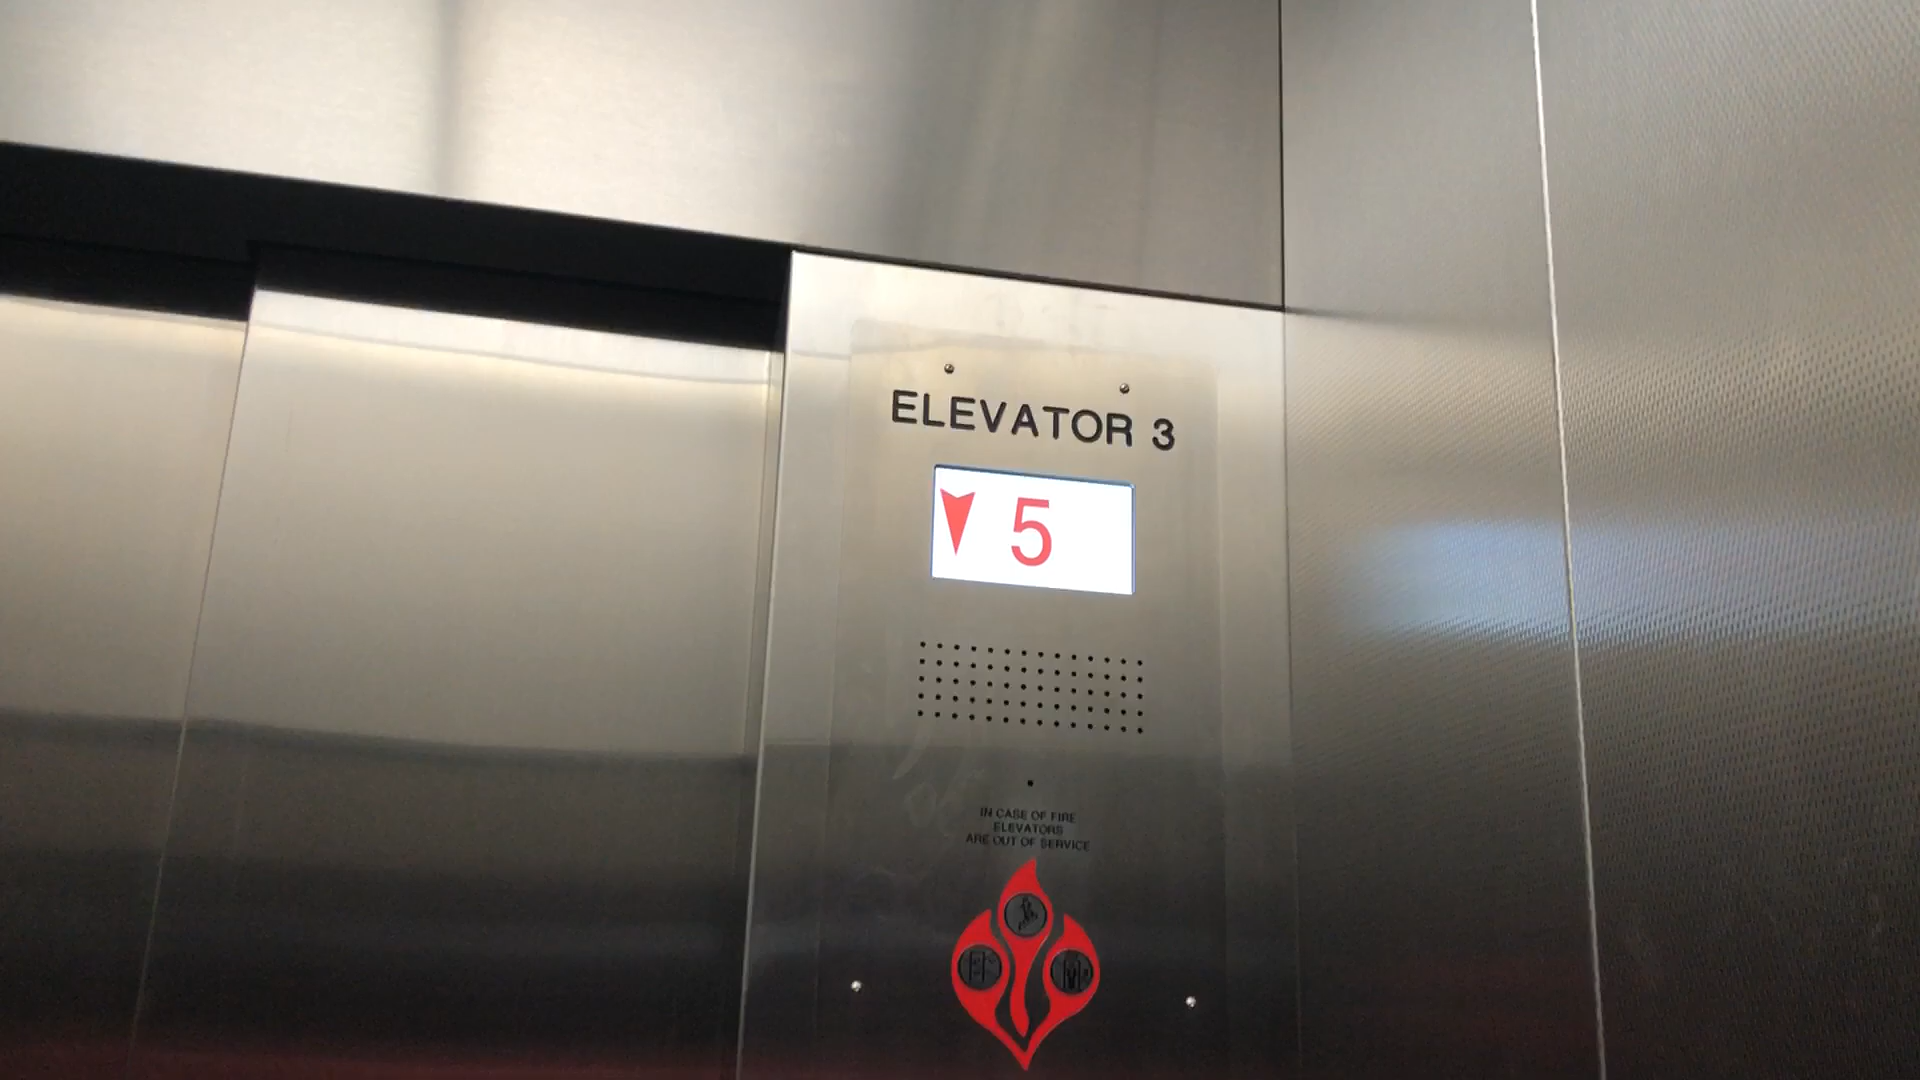 ELEVATOR 3
5
IN CASE OF FIRE
ELEVATORS
ARE OUT OF SERVICE